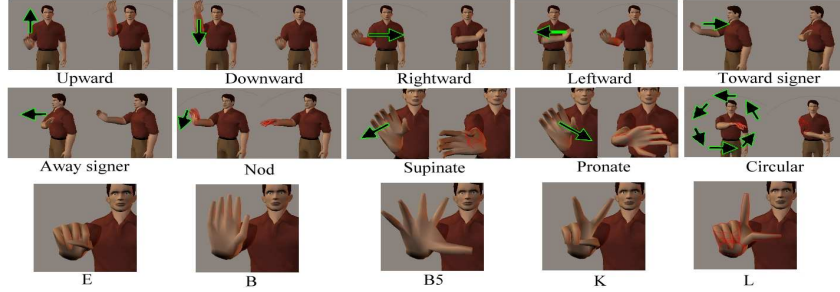 Upward Downward Rightward Leftward Toward signer
Away signer Nod Supinate Pronate Circular
E B B5 K L